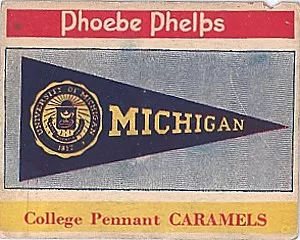 Phoebe Phelps
UNIVERSITY OF MICHIGAN
1817
MICHIGAN
College Pennant CARAMELS